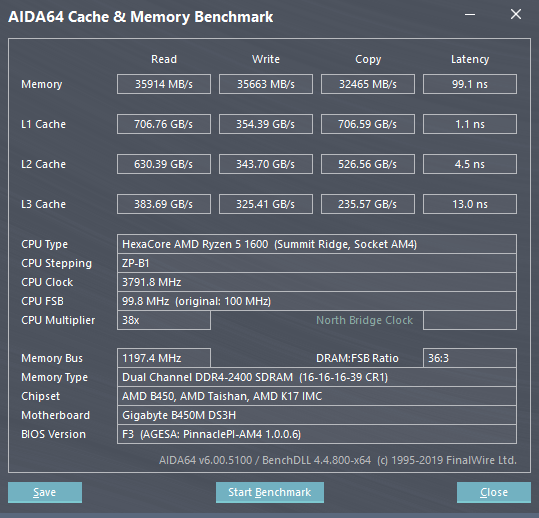 AIDA64 Cache & Memory Benchmark
Read Write Copy Latency
Memory 35914 MB/s 35663 MB/s 32465 MB/s 99.1 ns
L1 Cache 706.76 GB/s 354.39 GB/s 706.59 GB/s 1.1 ns
L2 Cache 630.39 GB/s 343.70 GB/s 526.56 GB/s 4.5 ns
L3 Cache 383.69 GB/s 325.41 GB/s 235.57 GB/s 13.0 ns
CPU Type HexaCore AMD Ryzen 5 1600 (Summit Ridge, Socket AM4)
CPU Stepping ZP-B1
CPU Clock 3791.8 MHz
CPU FSB 99.8 MHz (original: 100 MHz)
CPU Multiplier 38x North Bridge Clock
Memory Bus 1197.4 MHz DRAM:FSB Ratio 36:3
Memory Type Dual Channel DDR4-2400 SDRAM (16-16-16-39 CR1)
Chipset AMD B450, AMD Taishan, AMD K17 IMC
Motherboard Gigabyte B450M DS3H
BIOS Version F3 (AGESA: PinnaclePI-AM4 1.0.0.6)
AIDA64 v6.00.5100 / BenchDLL 4.4.800-x64 (c) 1995-2019 FinalWire Ltd.
Save Start Benchmark Close